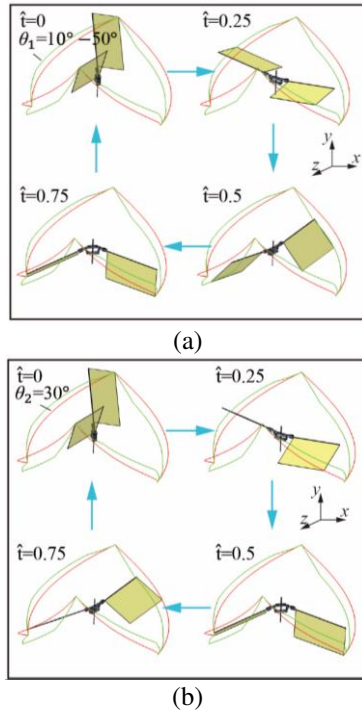 t̂=0
θ₁=10° –50°
t̂=0.25
y
z x
t̂=0.75
t̂=0.5
(a)
t̂=0
θ₂=30°
t̂=0.25
y
z x
t̂=0.75
t̂=0.5
(b)